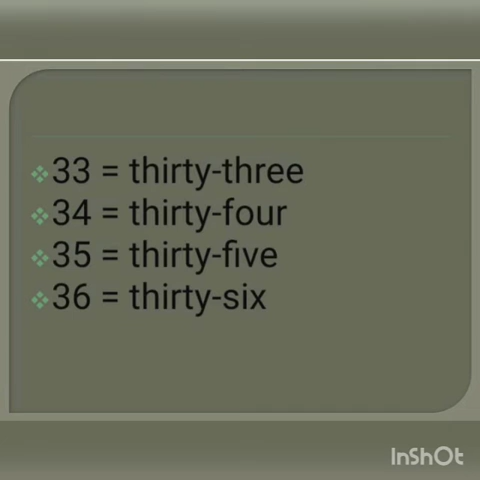 33 = thirty-three
34 = thirty-four
35 = thirty-five
36 = thirty-six
InShOt